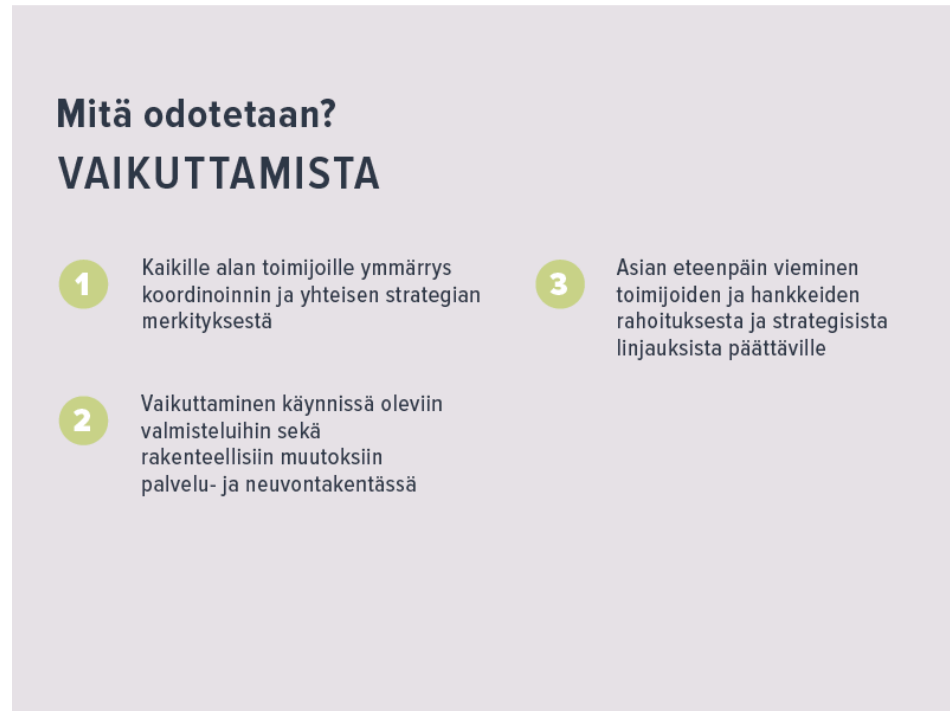 Mitä odotetaan?
VAIKUTTAMISTA
1
Kaikille alan toimijoille ymmärrys
koordinoinnin ja yhteisen strategian
merkityksestä
2
Vaikuttaminen käynnissä oleviin
valmisteluihin sekä
rakenteellisiin muutoksiin
palvelu- ja neuvontakentässä
3
Asian eteenpäin vieminen
toimijoiden ja hankkeiden
rahoituksesta ja strategisista
linjauksista päättäville